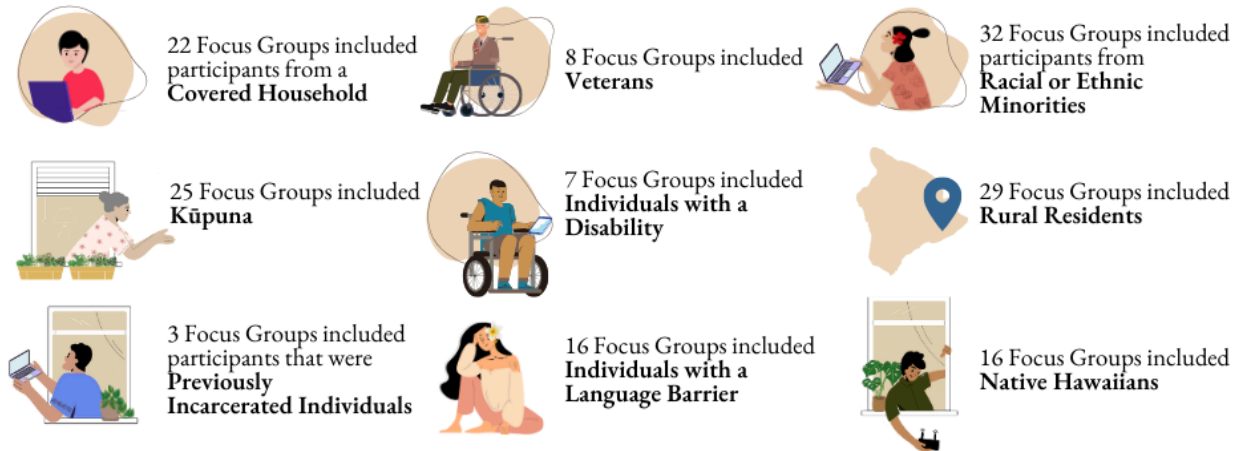 22 Focus Groups included
participants from a
Covered Household
8 Focus Groups included
Veterans
32 Focus Groups included
participants from
Racial or Ethnic
Minorities
25 Focus Groups included
Kūpuna
7 Focus Groups included
Individuals with a
Disability
29 Focus Groups included
Rural Residents
3 Focus Groups included
participants that were
Previously
Incarcerated Individuals
16 Focus Groups included
Individuals with a
Language Barrier
16 Focus Groups included
Native Hawaiians